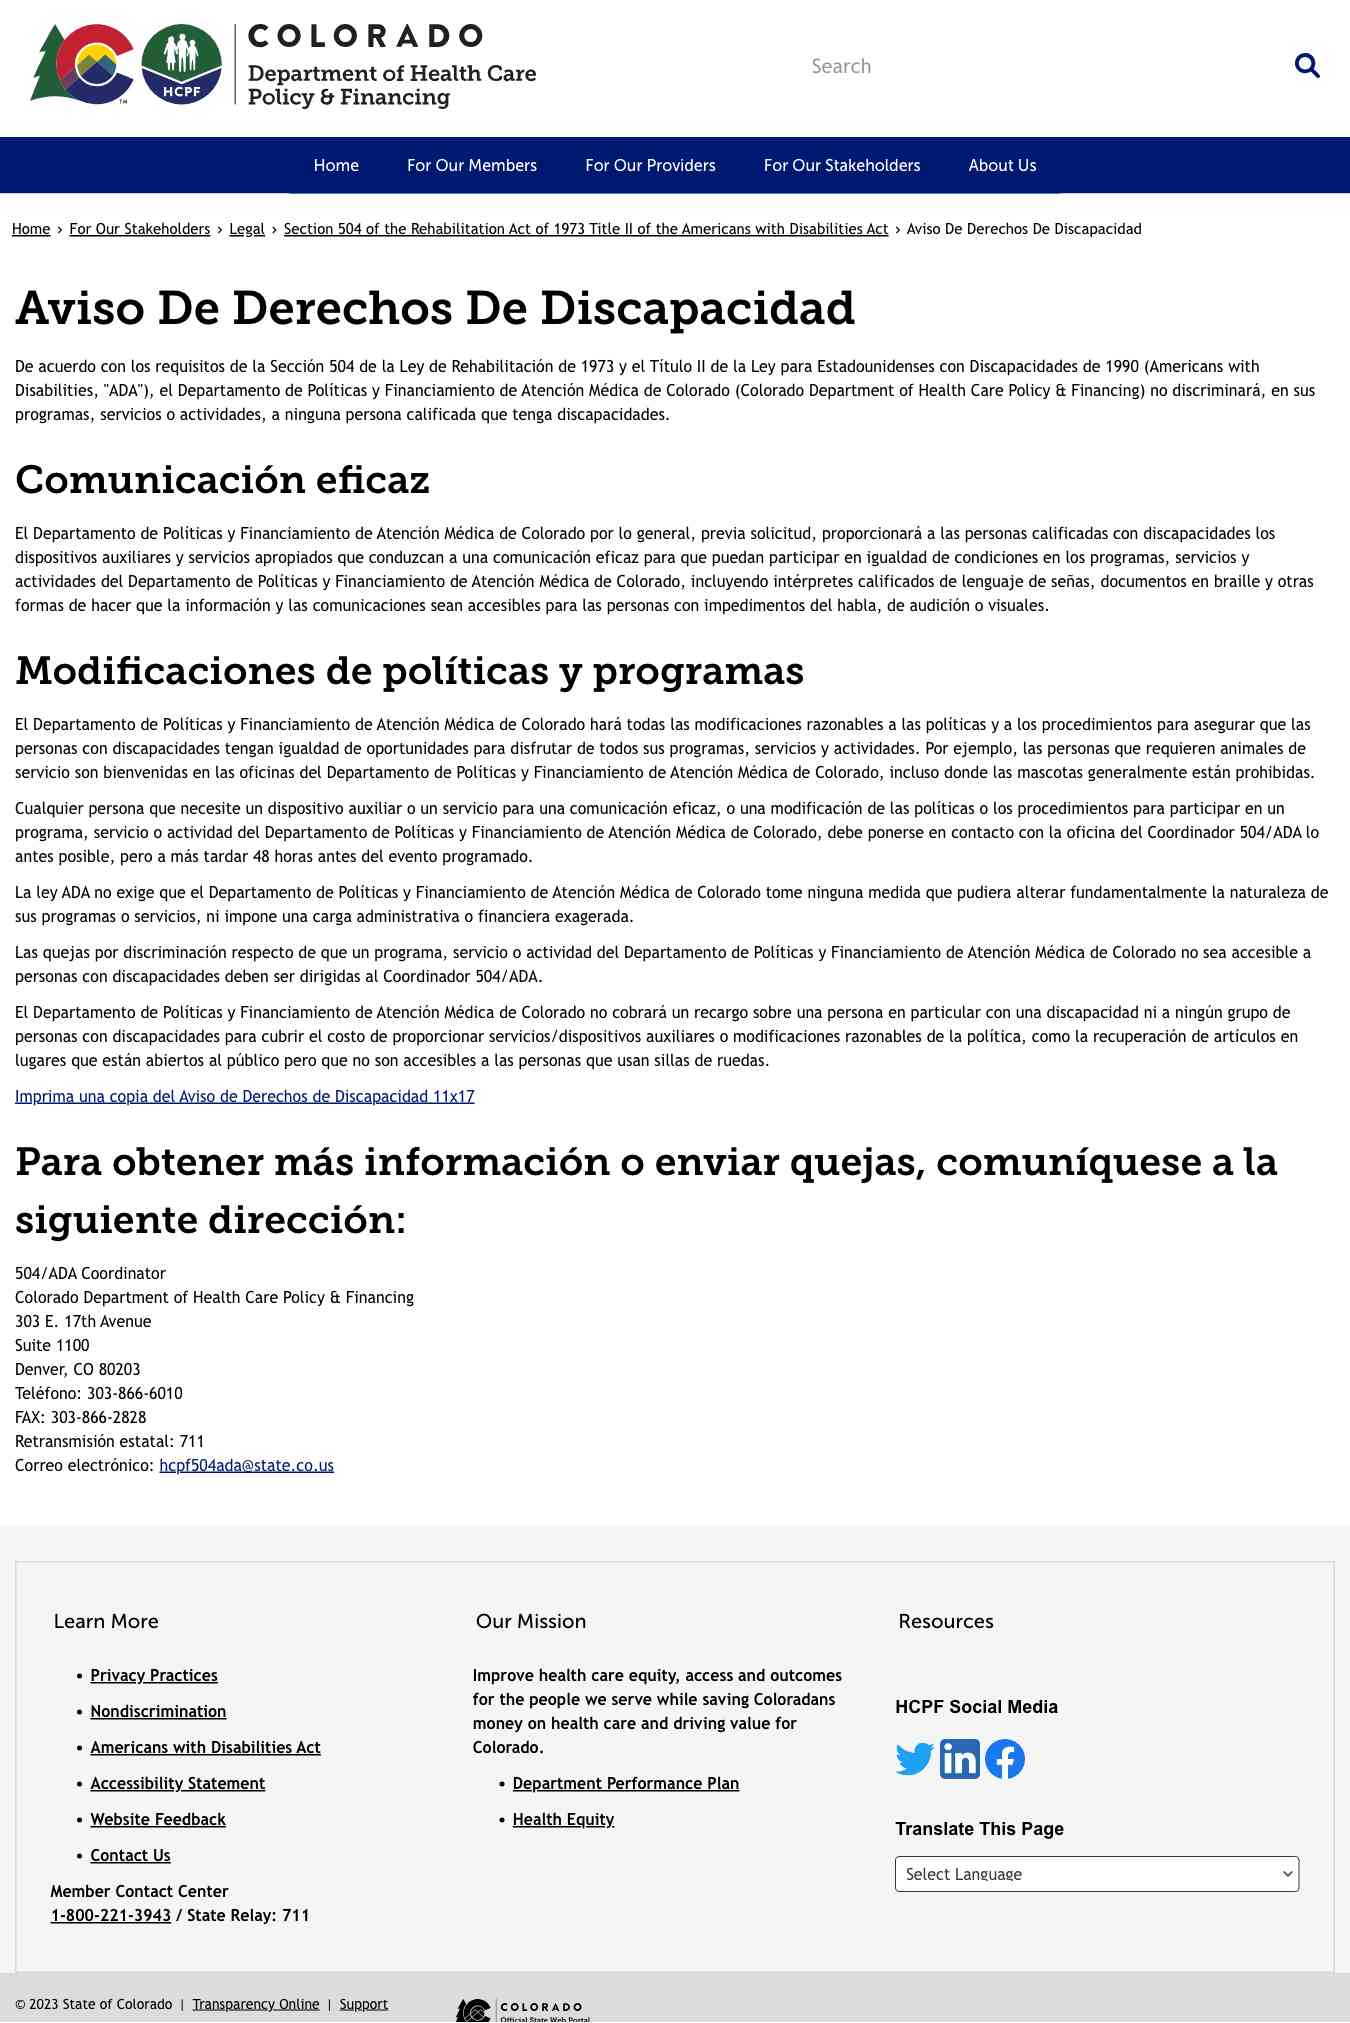 COLORADO
Department of Health Care
Policy & Financing
HCPF
TM
Search
Home For Our Members For Our Providers For Our Stakeholders About Us
Home › For Our Stakeholders › Legal › Section 504 of the Rehabilitation Act of 1973 Title II of the Americans with Disabilities Act › Aviso De Derechos De Discapacidad
Aviso De Derechos De Discapacidad
De acuerdo con los requisitos de la Sección 504 de la Ley de Rehabilitación de 1973 y el Título II de la Ley para Estadounidenses con Discapacidades de 1990 (Americans with
Disabilities, "ADA"), el Departamento de Políticas y Financiamiento de Atención Médica de Colorado (Colorado Department of Health Care Policy & Financing) no discriminará, en sus
programas, servicios o actividades, a ninguna persona calificada que tenga discapacidades.
Comunicación eficaz
El Departamento de Políticas y Financiamiento de Atención Médica de Colorado por lo general, previa solicitud, proporcionará a las personas calificadas con discapacidades los
dispositivos auxiliares y servicios apropiados que conduzcan a una comunicación eficaz para que puedan participar en igualdad de condiciones en los programas, servicios y
actividades del Departamento de Políticas y Financiamiento de Atención Médica de Colorado, incluyendo intérpretes calificados de lenguaje de señas, documentos en braille y otras
formas de hacer que la información y las comunicaciones sean accesibles para las personas con impedimentos del habla, de audición o visuales.
Modificaciones de políticas y programas
El Departamento de Políticas y Financiamiento de Atención Médica de Colorado hará todas las modificaciones razonables a las políticas y a los procedimientos para asegurar que las
personas con discapacidades tengan igualdad de oportunidades para disfrutar de todos sus programas, servicios y actividades. Por ejemplo, las personas que requieren animales de
servicio son bienvenidas en las oficinas del Departamento de Políticas y Financiamiento de Atención Médica de Colorado, incluso donde las mascotas generalmente están prohibidas.
Cualquier persona que necesite un dispositivo auxiliar o un servicio para una comunicación eficaz, o una modificación de las políticas o los procedimientos para participar en un
programa, servicio o actividad del Departamento de Políticas y Financiamiento de Atención Médica de Colorado, debe ponerse en contacto con la oficina del Coordinador 504/ADA lo
antes posible, pero a más tardar 48 horas antes del evento programado.
La ley ADA no exige que el Departamento de Políticas y Financiamiento de Atención Médica de Colorado tome ninguna medida que pudiera alterar fundamentalmente la naturaleza de
sus programas o servicios, ni impone una carga administrativa o financiera exagerada.
Las quejas por discriminación respecto de que un programa, servicio o actividad del Departamento de Políticas y Financiamiento de Atención Médica de Colorado no sea accesible a
personas con discapacidades deben ser dirigidas al Coordinador 504/ADA.
El Departamento de Políticas y Financiamiento de Atención Médica de Colorado no cobrará un recargo sobre una persona en particular con una discapacidad ni a ningún grupo de
personas con discapacidades para cubrir el costo de proporcionar servicios/dispositivos auxiliares o modificaciones razonables de la política, como la recuperación de artículos en
lugares que están abiertos al público pero que no son accesibles a las personas que usan sillas de ruedas.
Imprima una copia del Aviso de Derechos de Discapacidad 11x17
Para obtener más información o enviar quejas, comuníquese a la
siguiente dirección:
504/ADA Coordinator
Colorado Department of Health Care Policy & Financing
303 E. 17th Avenue
Suite 1100
Denver, CO 80203
Teléfono: 303-866-6010
FAX: 303-866-2828
Retransmisión estatal: 711
Correo electrónico: hcpf504ada@state.co.us
Learn More
• Privacy Practices
• Nondiscrimination
• Americans with Disabilities Act
• Accessibility Statement
• Website Feedback
• Contact Us
Member Contact Center
1-800-221-3943 / State Relay: 711
Our Mission
Improve health care equity, access and outcomes
for the people we serve while saving Coloradans
money on health care and driving value for
Colorado.
• Department Performance Plan
• Health Equity
Resources
HCPF Social Media
Translate This Page
Select Language
© 2023 State of Colorado | Transparency Online | Support
COLORADO
Official State Web Portal